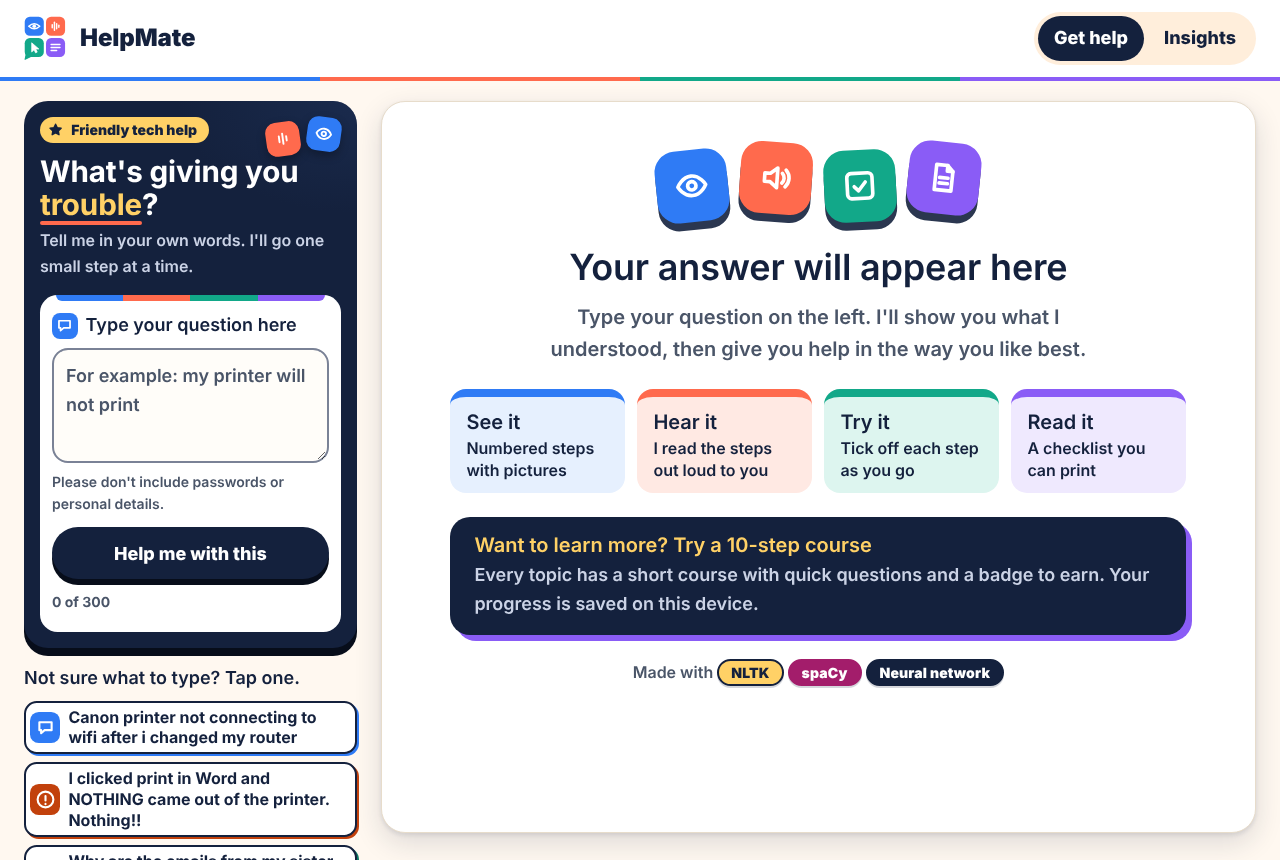 HelpMate
Get help
Insights
Friendly tech help
What's giving you
trouble?
Tell me in your own words. I'll go one
small step at a time.
Type your question here
For example: my printer will
not print
Please don't include passwords or
personal details.
Help me with this
0 of 300
Not sure what to type? Tap one.
Canon printer not connecting to
wifi after i changed my router
I clicked print in Word and
NOTHING came out of the printer.
Nothing!!
Why are the emails from my sister
Your answer will appear here
Type your question on the left. I'll show you what I
understood, then give you help in the way you like best.
See it
Numbered steps
with pictures
Hear it
I read the steps
out loud to you
Try it
Tick off each step
as you go
Read it
A checklist you
can print
Want to learn more? Try a 10-step course
Every topic has a short course with quick questions and a badge to earn. Your
progress is saved on this device.
Made with NLTK spaCy Neural network